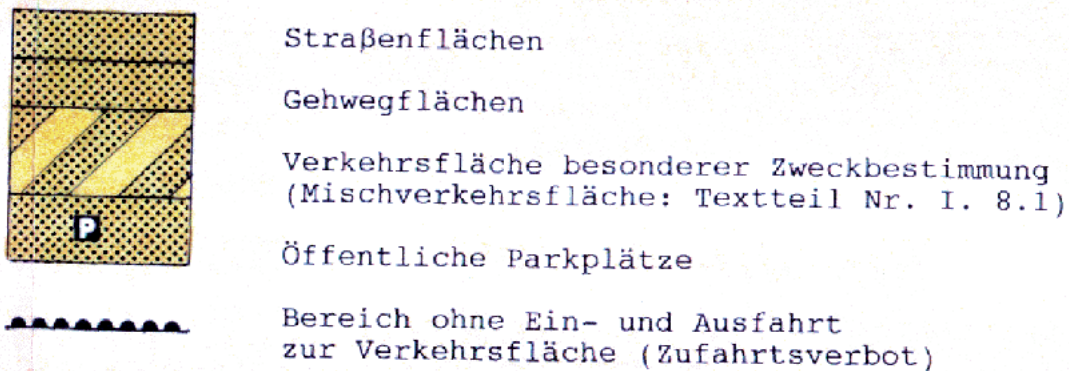 Straßenflächen
Gehwegflächen
Verkehrsfläche besonderer Zweckbestimmung
(Mischverkehrsfläche: Textteil Nr. I. 8.1)
P
Öffentliche Parkplätze
Bereich ohne Ein- und Ausfahrt
zur Verkehrsfläche (Zufahrtsverbot)